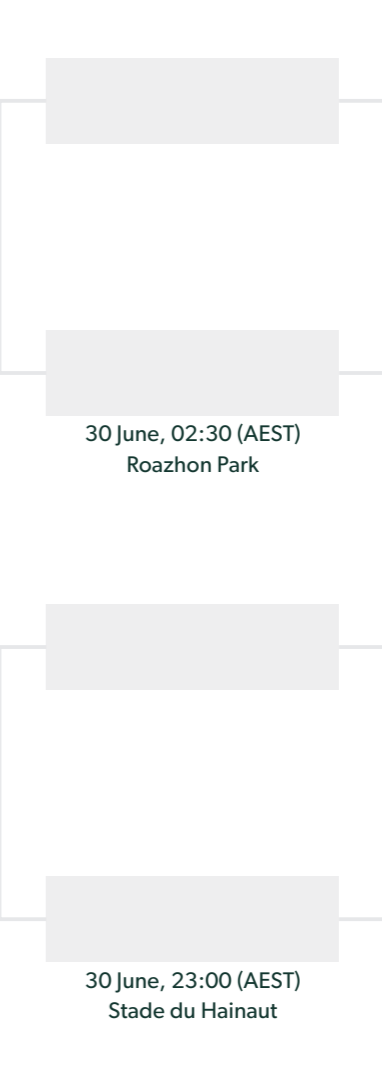 30 June, 02:30 (AEST)
Roazhon Park
30 June, 23:00 (AEST)
Stade du Hainaut